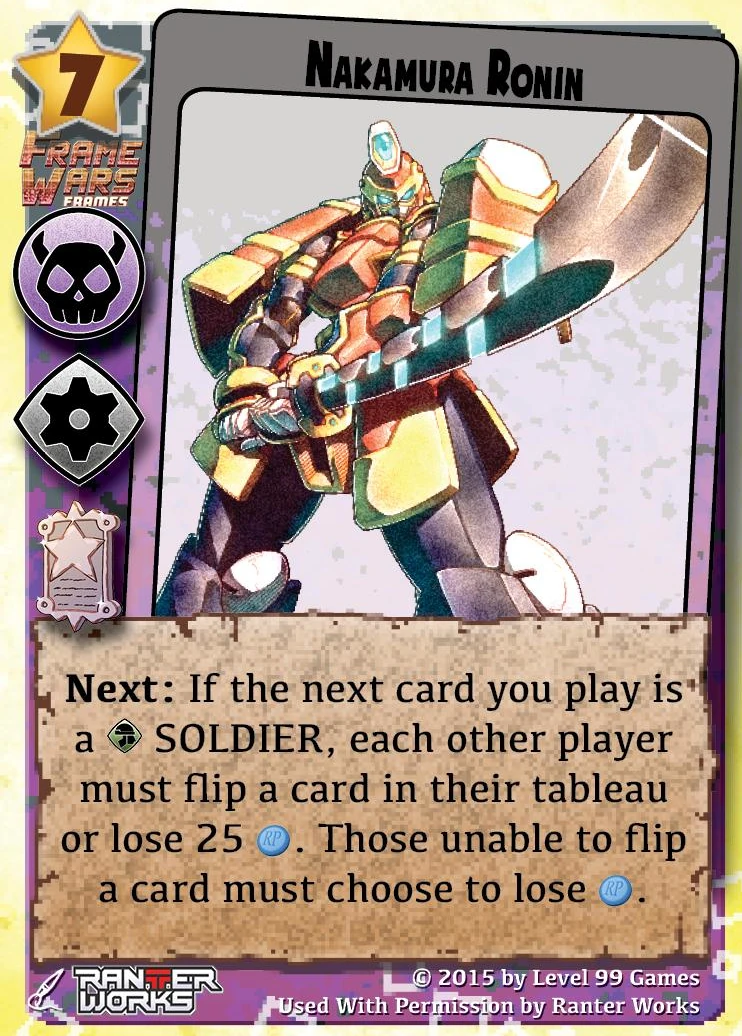 7
NAKAMURA RONIN
FRAME
WARS
FRAMES
Next: If the next card you play is
a SOLDIER, each other player
must flip a card in their tableau
or lose 25 RP. Those unable to flip
a card must choose to lose RP.
RANTER
WORKS
© 2015 by Level 99 Games
Used With Permission by Ranter Works